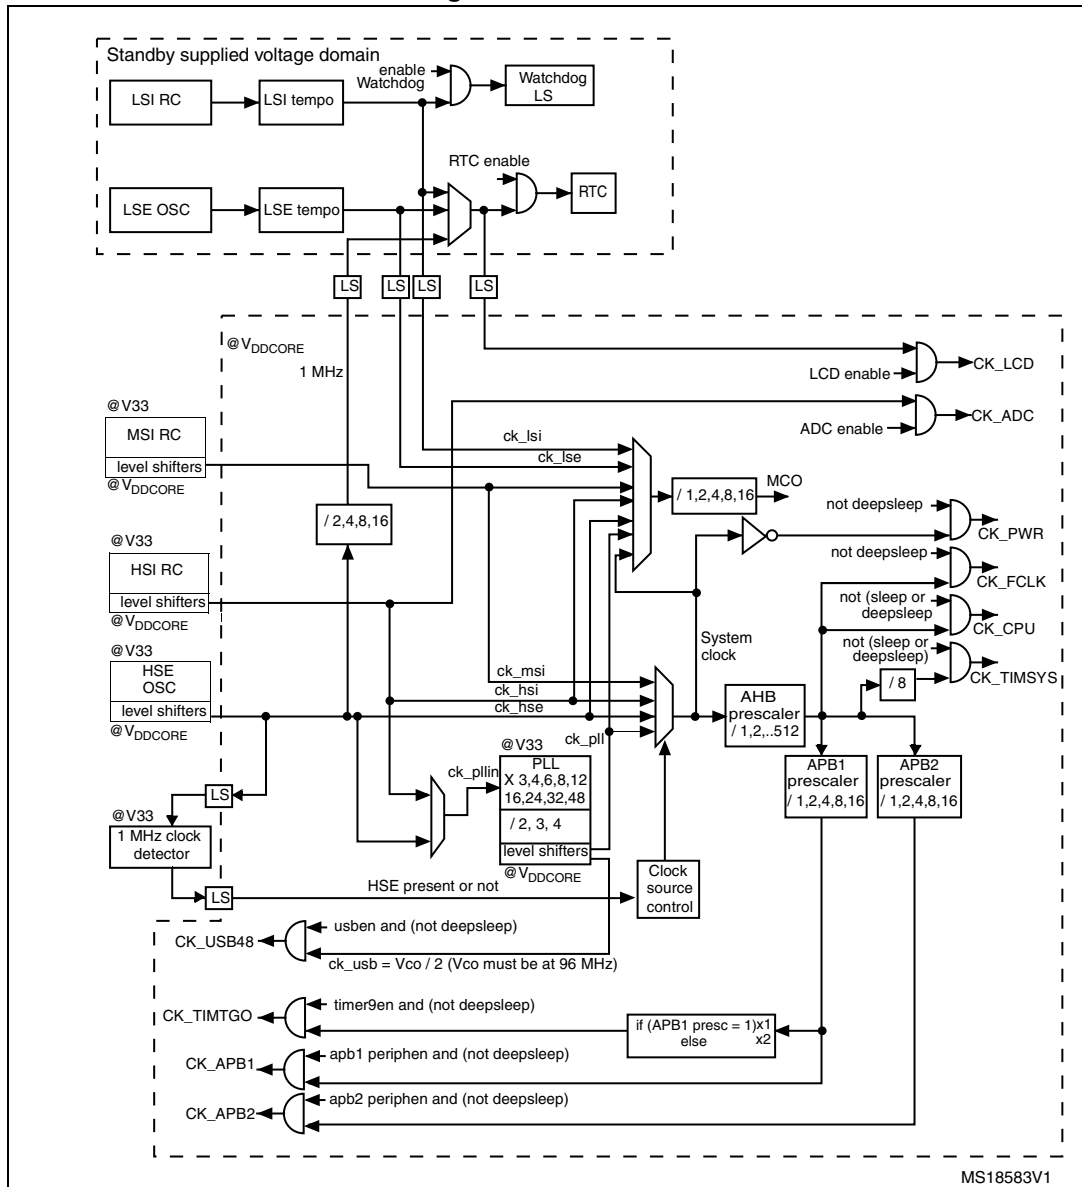 Standby supplied voltage domain
enable
Watchdog
Watchdog
LS
LSI RC
LSI tempo
RTC enable
RTC
LSE OSC
LSE tempo
LS
LS
LS
LS
@VDDCORE
1 MHz
CK_LCD
LCD enable
@V33
MSI RC
level shifters
@VDDCORE
CK_ADC
ADC enable
ck_lsi
ck_lse
MCO
/ 1,2,4,8,16
/ 2,4,8,16
not deepsleep
CK_PWR
@V33
HSI RC
level shifters
@VDDCORE
not deepsleep
CK_FCLK
not (sleep or
deepsleep
CK_CPU
System
clock
not (sleep or
deepsleep)
CK_TIMSYS
/ 8
@V33
HSE
OSC
level shifters
@VDDCORE
ck_msi
ck_hsi
ck_hse
ck_pll
AHB
prescaler
/ 1,2,..512
@V33
PLL
X 3,4,6,8,12
16,24,32,48
/ 2, 3, 4
level shifters
@VDDCORE
ck_pllin
APB1
prescaler
/ 1,2,4,8,16
APB2
prescaler
/ 1,2,4,8,16
LS
@V33
1 MHz clock
detector
LS
HSE present or not
Clock
source
control
CK_USB48
usben and (not deepsleep)
ck_usb = Vco / 2 (Vco must be at 96 MHz)
timer9en and (not deepsleep)
CK_TIMTGO
if (APB1 presc = 1)x1
else x2
CK_APB1
apb1 periphen and (not deepsleep)
apb2 periphen and (not deepsleep)
CK_APB2
MS18583V1